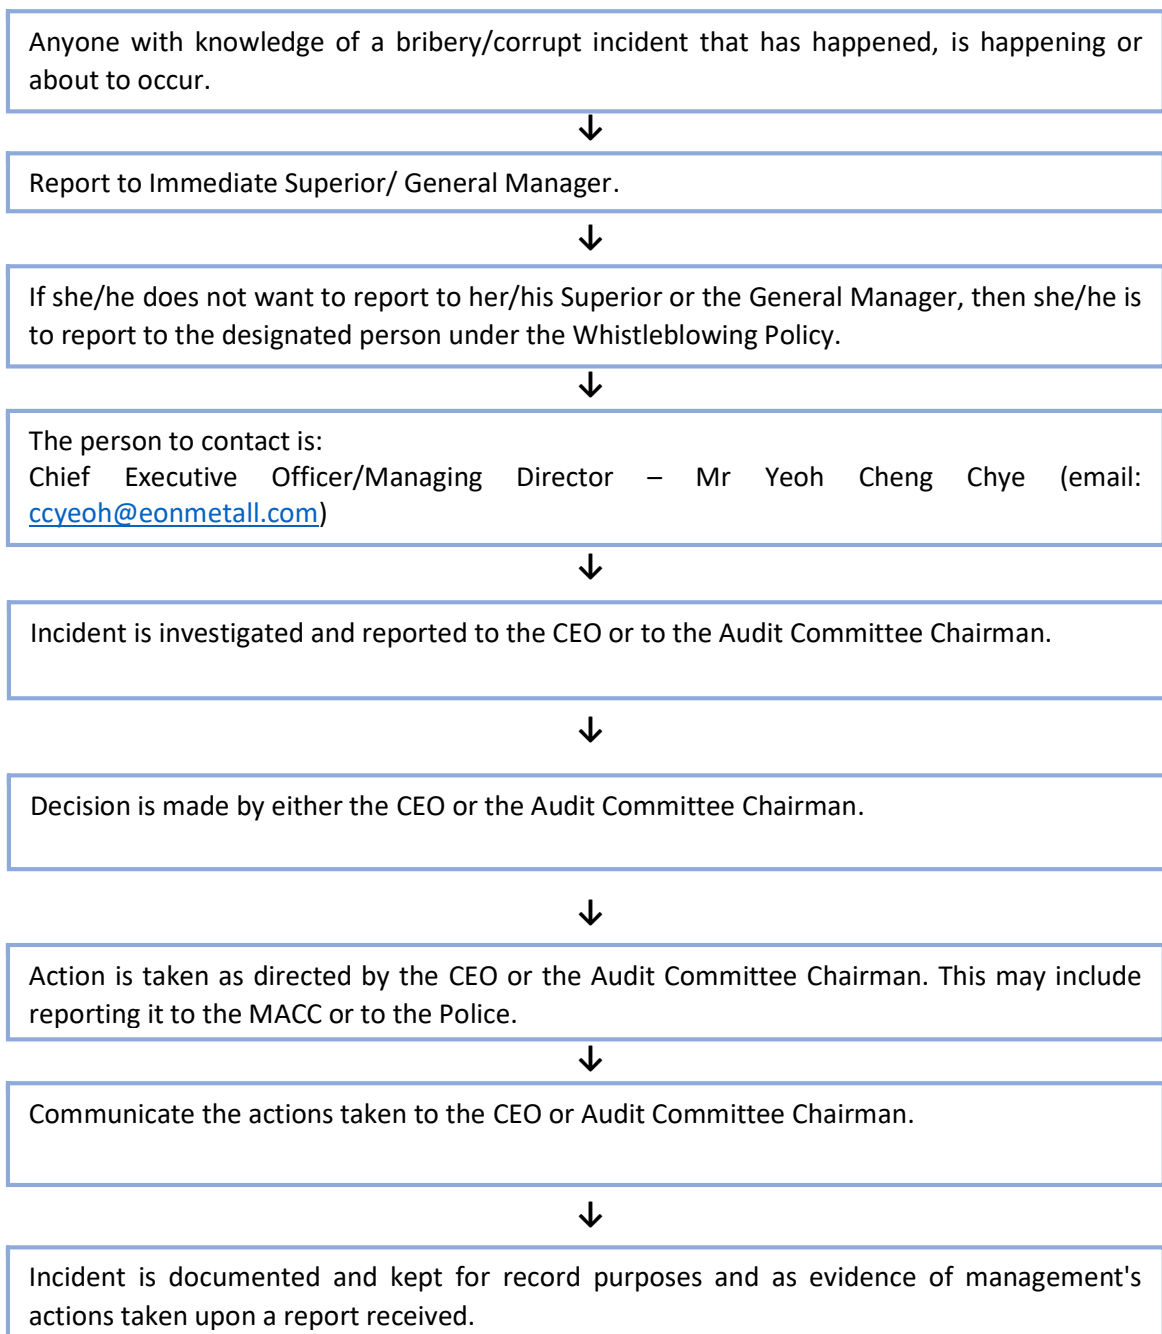 Anyone with knowledge of a bribery/corrupt incident that has happened, is happening or
about to occur.
↓
Report to Immediate Superior/ General Manager.
↓
If she/he does not want to report to her/his Superior or the General Manager, then she/he is
to report to the designated person under the Whistleblowing Policy.
↓
The person to contact is:
Chief Executive Officer/Managing Director – Mr Yeoh Cheng Chye (email:
ccyeoh@eonmetall.com)
↓
Incident is investigated and reported to the CEO or to the Audit Committee Chairman.
↓
Decision is made by either the CEO or the Audit Committee Chairman.
↓
Action is taken as directed by the CEO or the Audit Committee Chairman. This may include
reporting it to the MACC or to the Police.
↓
Communicate the actions taken to the CEO or Audit Committee Chairman.
↓
Incident is documented and kept for record purposes and as evidence of management's
actions taken upon a report received.